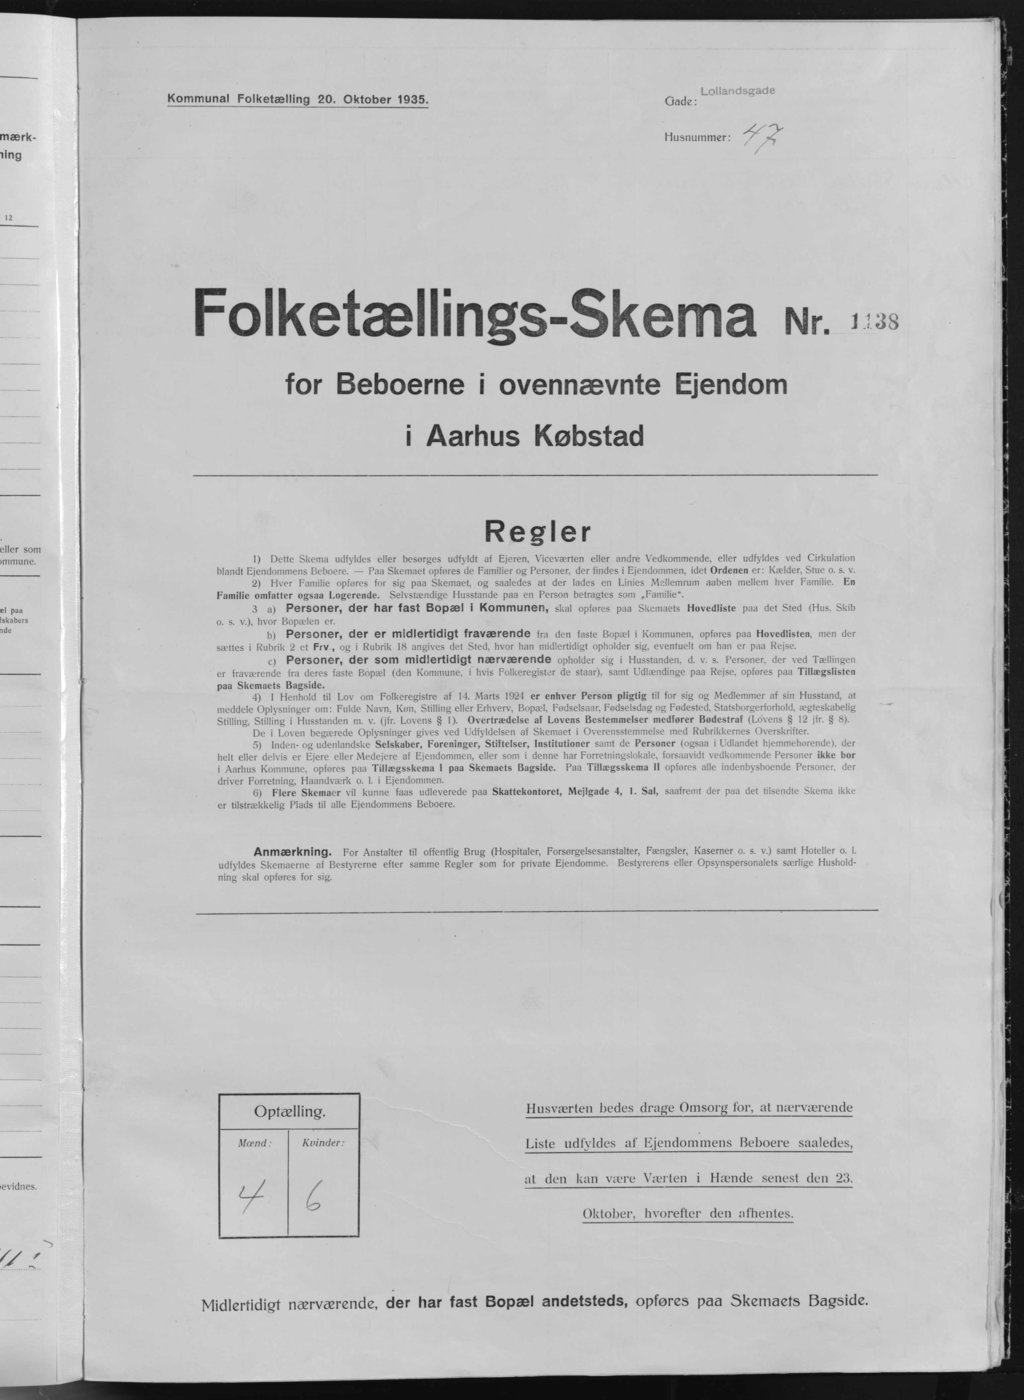 Kommunal Folketælling 20. Oktober 1935.
Gade: Lollandsgade
Husnummer: 47
mærk-
ning
12
Folketællings-Skema Nr. 1138
for Beboerne i ovennævnte Ejendom
i Aarhus Købstad
Regler
1) Dette Skema udfyldes eller besørges udfyldt af Ejeren, Viceværten eller andre Vedkommende, eller udfyldes ved Cirkulation
blandt Ejendommens Beboere. — Paa Skemaet opføres de Familier og Personer, der findes i Ejendommen, idet Ordenen er: Kælder, Stue o. s. v.
2) Hver Familie opføres for sig paa Skemaet, og saaledes at der lades en Linies Mellemrum aaben mellem hver Familie. En
Familie omfatter ogsaa Logerende. Selvstændige Husstande paa en Person betragtes som „Familie".
3 a) Personer, der har fast Bopæl i Kommunen, skal opføres paa Skemaets Hovedliste paa det Sted (Hus, Skib
o. s. v.), hvor Bopælen er.
b) Personer, der er midlertidigt fraværende fra den faste Bopæl i Kommunen, opføres paa Hovedlisten, men der
sættes i Rubrik 2 et Frv., og i Rubrik 18 angives det Sted, hvor han midlertidigt opholder sig, eventuelt om han er paa Rejse.
c) Personer, der som midlertidigt nærværende opholder sig i Husstanden, d. v. s. Personer, der ved Tællingen
er fraværende fra deres faste Bopæl (den Kommune, i hvis Folkeregister de staar), samt Udlændinge paa Rejse, opføres paa Tillægslisten
paa Skemaets Bagside.
4) I Henhold til Lov om Folkeregistre af 14. Marts 1924 er enhver Person pligtig til for sig og Medlemmer af sin Husstand, at
meddele Oplysninger om: Fulde Navn, Køn, Stilling eller Erhverv, Bopæl, Fødselsaar, Fødselsdag og Fødested, Statsborgerforhold, ægteskabelig
Stilling, Stilling i Husstanden m. v. (jfr. Lovens § 1). Overtrædelse af Lovens Bestemmelser medfører Bødestraf (Lovens § 12 jfr. § 8).
De i Loven begærede Oplysninger gives ved Udfyldelsen af Skemaet i Overensstemmelse med Rubrikkernes Overskrifter.
5) Inden- og udenlandske Selskaber, Foreninger, Stiftelser, Institutioner samt de Personer (ogsaa i Udlandet hjemmehørende), der
helt eller delvis er Ejere eller Medejere af Ejendommen, eller som i denne har Forretningslokale, forsaavidt vedkommende Personer ikke bor
i Aarhus Kommune, opføres paa Tillægsskema I paa Skemaets Bagside. Paa Tillægsskema II opføres alle indenbysboende Personer, der
driver Forretning, Haandværk o. l. i Ejendommen.
6) Flere Skemaer vil kunne faas udleverede paa Skattekontoret, Mejlgade 4, 1. Sal, saafremt der paa det tilsendte Skema ikke
er tilstrækkelig Plads til alle Ejendommens Beboere.
Anmærkning. For Anstalter til offentlig Brug (Hospitaler, Forsørgelsesanstalter, Fængsler, Kaserner o. s. v.) samt Hoteller o. l.
udfyldes Skemaerne af Bestyrerne efter samme Regler som for private Ejendomme. Bestyrerens eller Opsynspersonalets særlige Hushold-
ning skal opføres for sig.
eller som
ommune.
el paa
lskabers
nde
evidnes.
Optælling.
Mænd: Kvinder:
4 6
Husværten bedes drage Omsorg for, at nærværende
Liste udfyldes af Ejendommens Beboere saaledes,
at den kan være Værten i Hænde senest den 23.
Oktober, hvorefter den afhentes.
Midlertidigt nærværende, der har fast Bopæl andetsteds, opføres paa Skemaets Bagside.